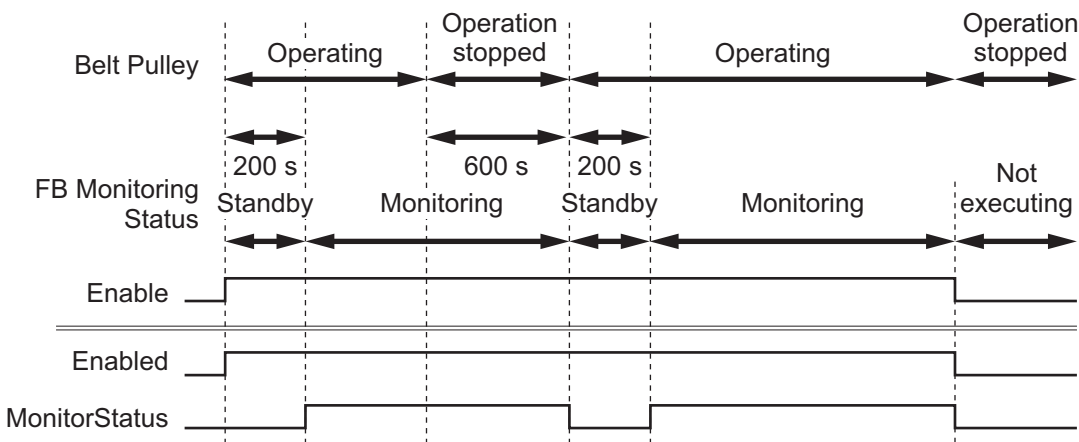 Operation
stopped
Operation
stopped
Belt Pulley
Operating
Operating
200 s
600 s
200 s
FB Monitoring
Status
Standby
Monitoring
Standby
Monitoring
Not
executing
Enable
Enabled
MonitorStatus